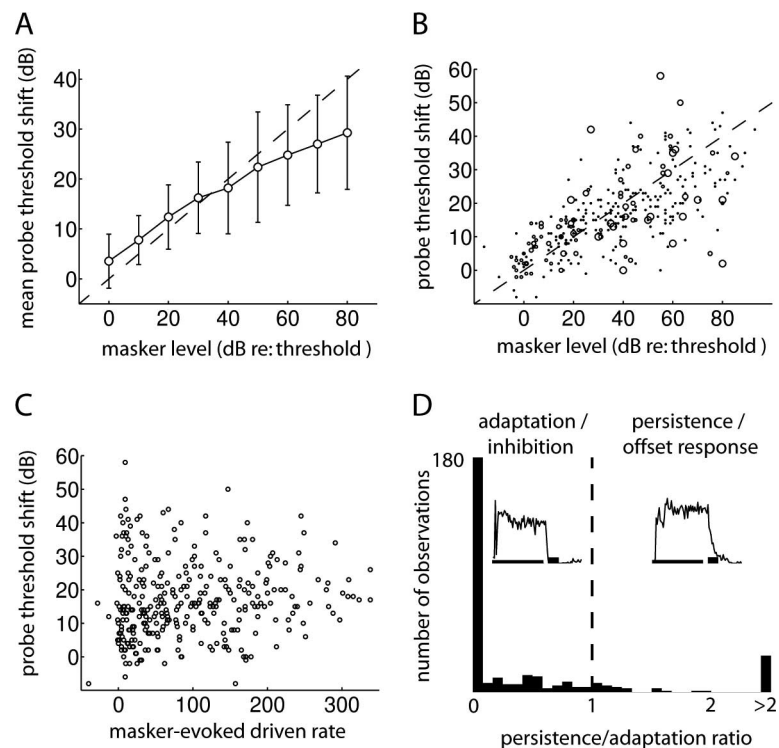 A
mean probe threshold shift (dB)
40
30
20
10
0
0 20 40 60 80
masker level (dB re: threshold )
B
probe threshold shift (dB)
60
50
40
30
20
10
0
0 20 40 60 80 100
masker level (dB re: threshold )
C
probe threshold shift (dB)
60
50
40
30
20
10
0
0 100 200 300
masker-evoked driven rate
D
adaptation /
inhibition
persistence /
offset response
number of observations
180
0 1 2 >2
persistence/adaptation ratio